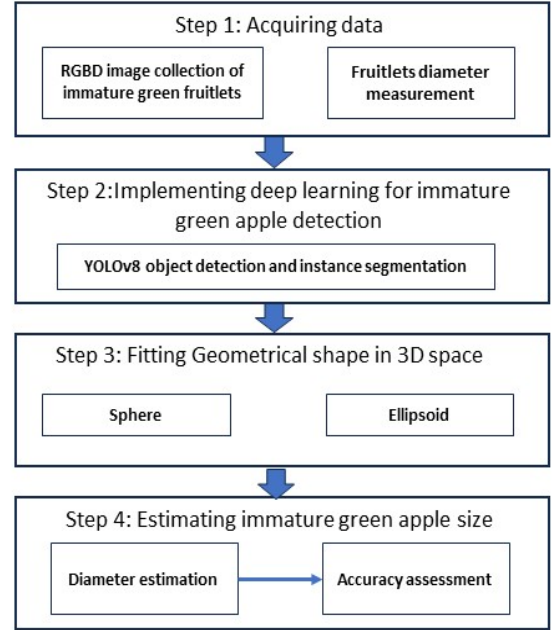 Step 1: Acquiring data
RGBD image collection of
immature green fruitlets
Fruitlets diameter
measurement
Step 2:Implementing deep learning for immature
green apple detection
YOLOv8 object detection and instance segmentation
Step 3: Fitting Geometrical shape in 3D space
Sphere
Ellipsoid
Step 4: Estimating immature green apple size
Diameter estimation
Accuracy assessment